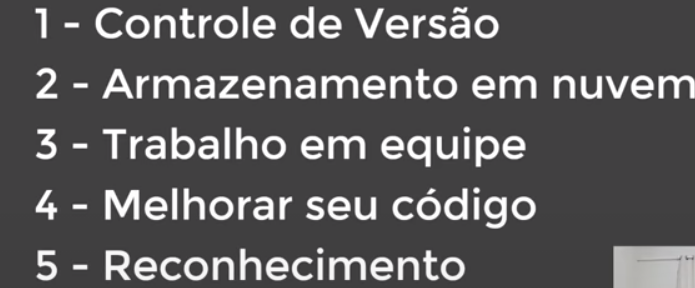 1 - Controle de Versão
2 - Armazenamento em nuvem
3 - Trabalho em equipe
4 - Melhorar seu código
5 - Reconhecimento